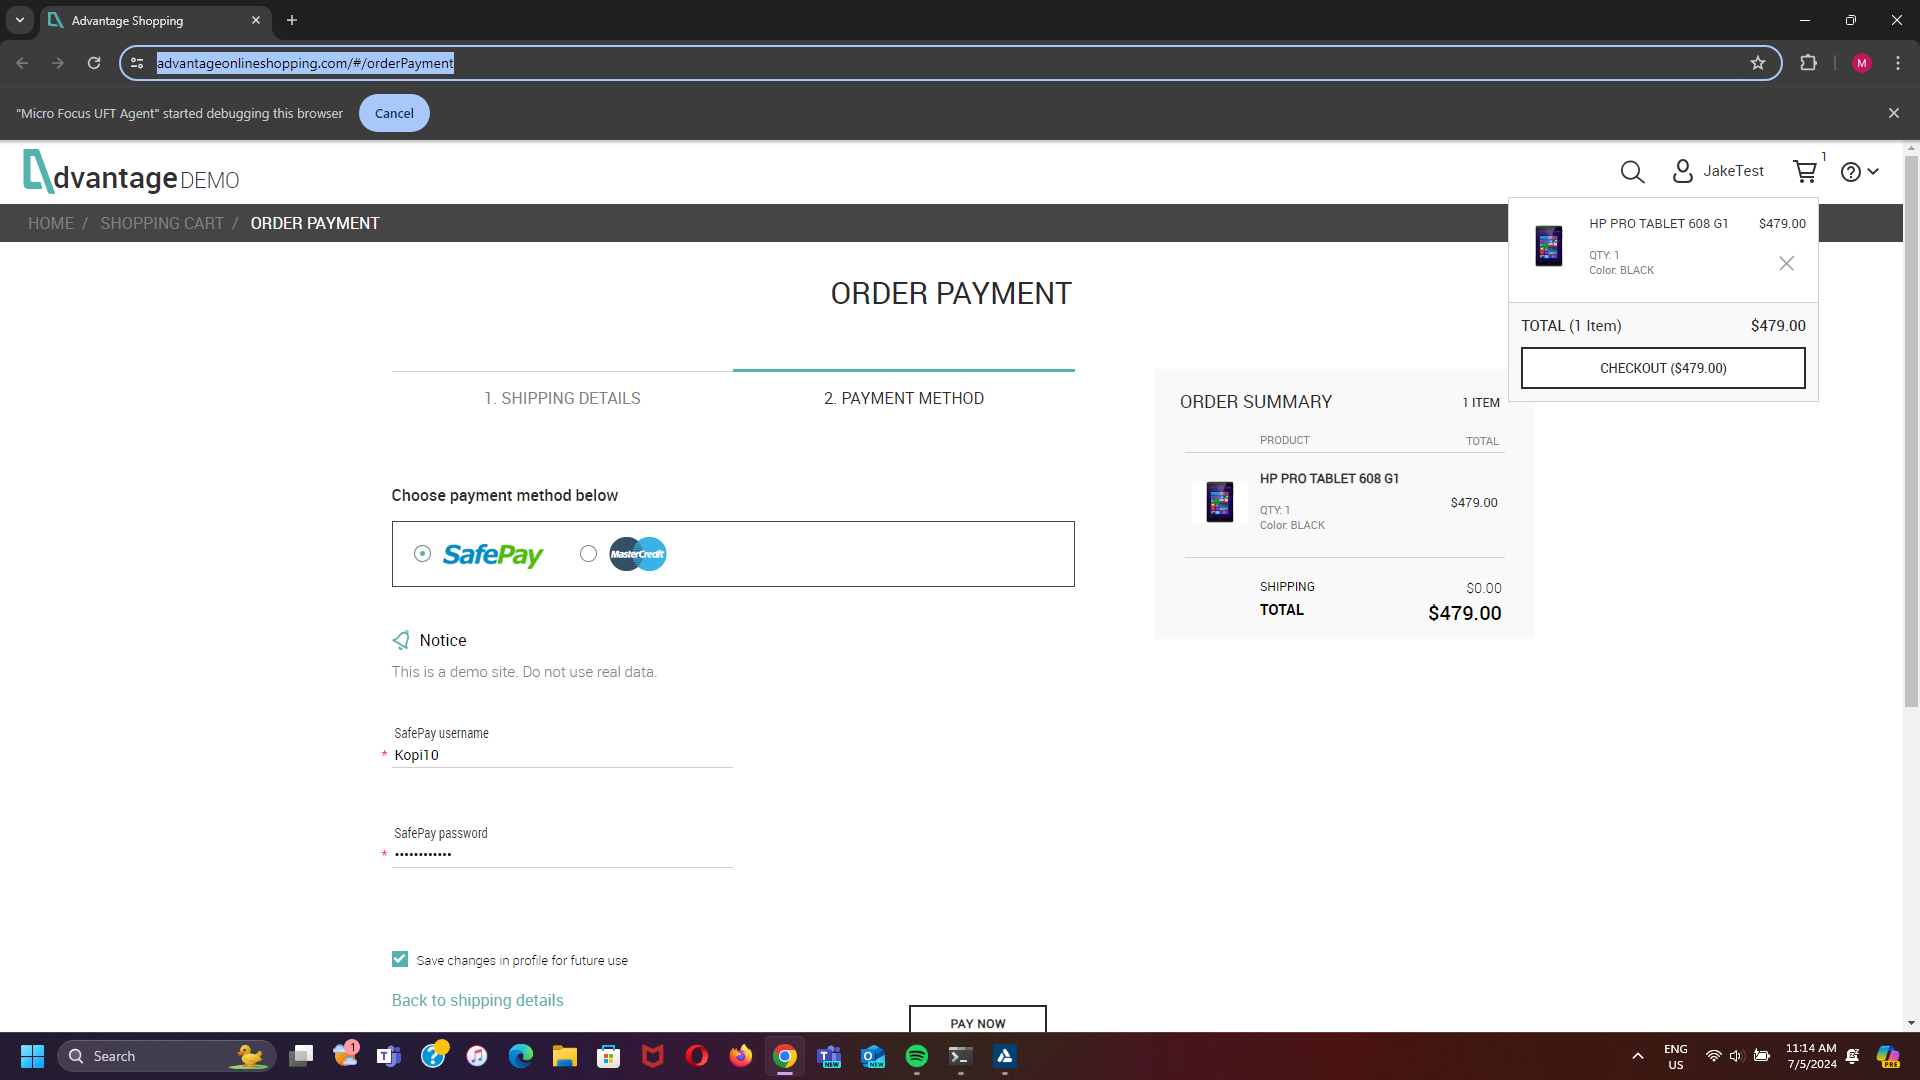 Advantage Shopping
advantageonlineshopping.com/#/orderPayment
M
"Micro Focus UFT Agent" started debugging this browser
Cancel
dvantage DEMO
JakeTest
1
HOME / SHOPPING CART / ORDER PAYMENT
HP PRO TABLET 608 G1 $479.00
QTY: 1
Color: BLACK
TOTAL (1 Item) $479.00
CHECKOUT ($479.00)
ORDER PAYMENT
1. SHIPPING DETAILS
2. PAYMENT METHOD
Choose payment method below
SafePay
MasterCredit
Notice
This is a demo site. Do not use real data.
SafePay username
* Kopi10
SafePay password
* ••••••••••••
Save changes in profile for future use
Back to shipping details
PAY NOW
ORDER SUMMARY 1 ITEM
PRODUCT TOTAL
HP PRO TABLET 608 G1
$479.00
QTY: 1
Color: BLACK
SHIPPING $0.00
TOTAL $479.00
Search
1
NEW
NEW
ENG
US
11:14 AM
7/5/2024
PRE